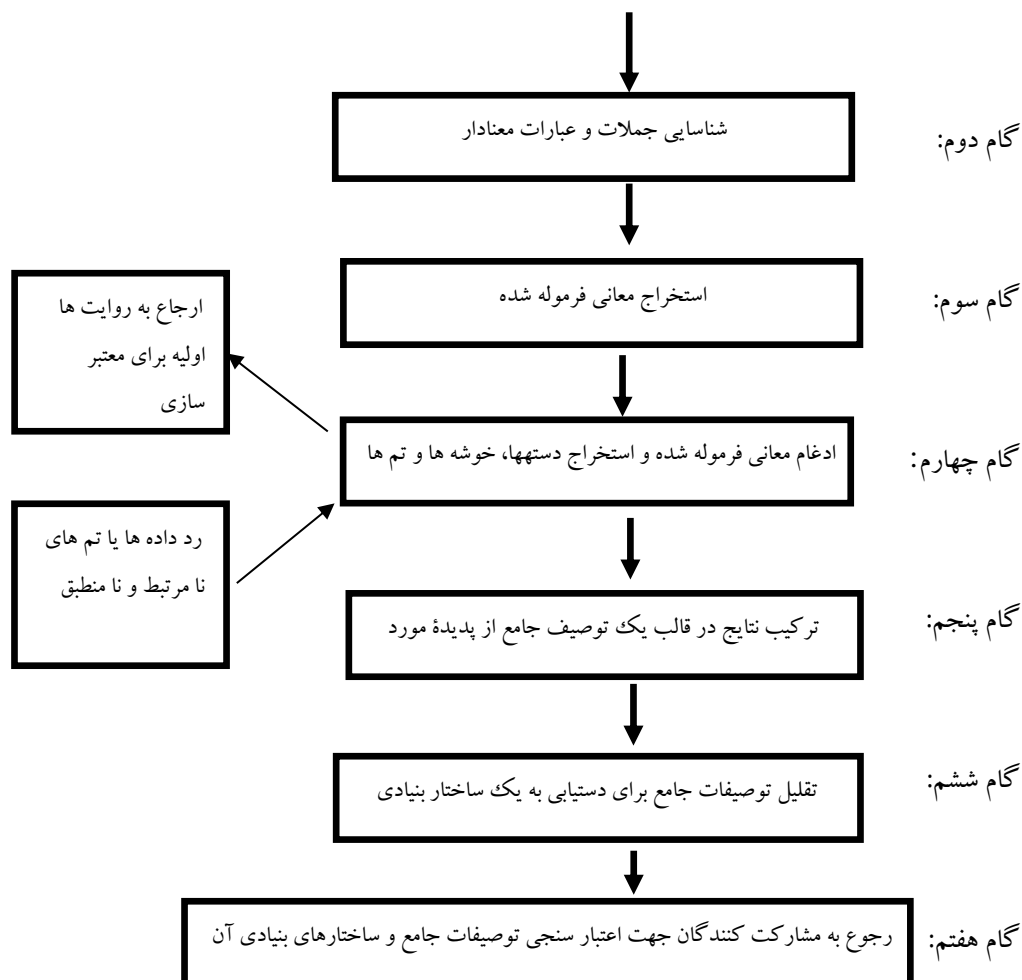 گام دوم:
شناسایی جملات و عبارات معنادار
گام سوم:
استخراج معانی فرموله شده
ارجاع به روایت ها
اولیه برای معتبر
سازی
گام چهارم:
ادغام معانی فرموله شده و استخراج دستهها، خوشه ها و تم ها
رد داده ها یا تم های
نا مرتبط و نا منطبق
گام پنجم:
ترکیب نتایج در قالب یک توصیف جامع از پدیدۀ مورد
گام ششم:
تقلیل توصیفات جامع برای دستیابی به یک ساختار بنیادی
گام هفتم:
رجوع به مشارکت کنندگان جهت اعتبار سنجی توصیفات جامع و ساختارهای بنیادی آن